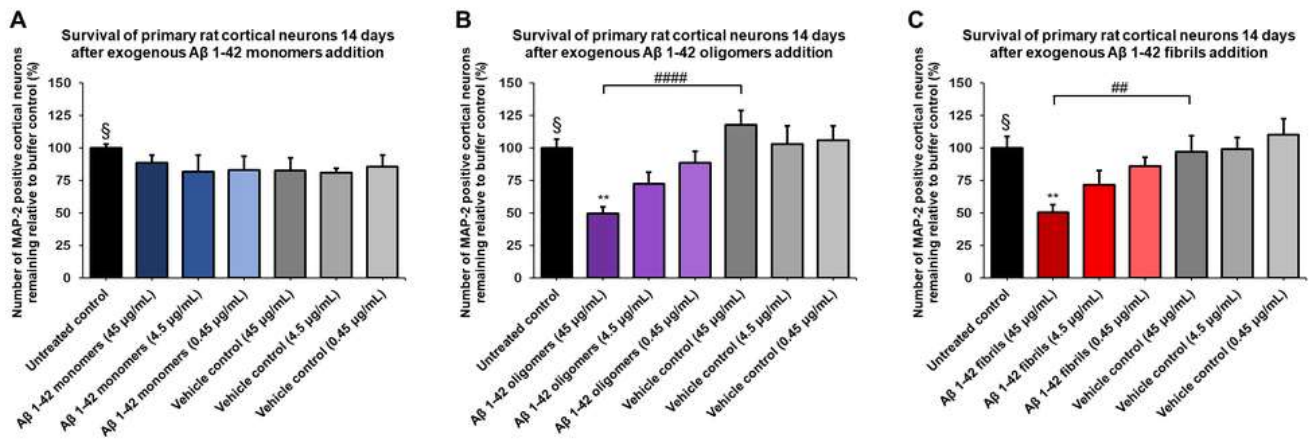 A
Survival of primary rat cortical neurons 14 days
after exogenous Aβ 1-42 monomers addition
Number of MAP-2 positive cortical neurons
remaining relative to buffer control (%)
150
125
100
75
50
25
0
§
Untreated control
Aβ 1-42 monomers (45 µg/mL)
Aβ 1-42 monomers (4.5 µg/mL)
Aβ 1-42 monomers (0.45 µg/mL)
Vehicle control (45 µg/mL)
Vehicle control (4.5 µg/mL)
Vehicle control (0.45 µg/mL)
B
Survival of primary rat cortical neurons 14 days
after exogenous Aβ 1-42 oligomers addition
Number of MAP-2 positive cortical neurons
remaining relative to buffer control (%)
150
125
100
75
50
25
0
####
§
**
Untreated control
Aβ 1-42 oligomers (45 µg/mL)
Aβ 1-42 oligomers (4.5 µg/mL)
Aβ 1-42 oligomers (0.45 µg/mL)
Vehicle control (45 µg/mL)
Vehicle control (4.5 µg/mL)
Vehicle control (0.45 µg/mL)
C
Survival of primary rat cortical neurons 14 days
after exogenous Aβ 1-42 fibrils addition
Number of MAP-2 positive cortical neurons
remaining relative to buffer control (%)
150
125
100
75
50
25
0
##
§
**
Untreated control
Aβ 1-42 fibrils (45 µg/mL)
Aβ 1-42 fibrils (4.5 µg/mL)
Aβ 1-42 fibrils (0.45 µg/mL)
Vehicle control (45 µg/mL)
Vehicle control (4.5 µg/mL)
Vehicle control (0.45 µg/mL)